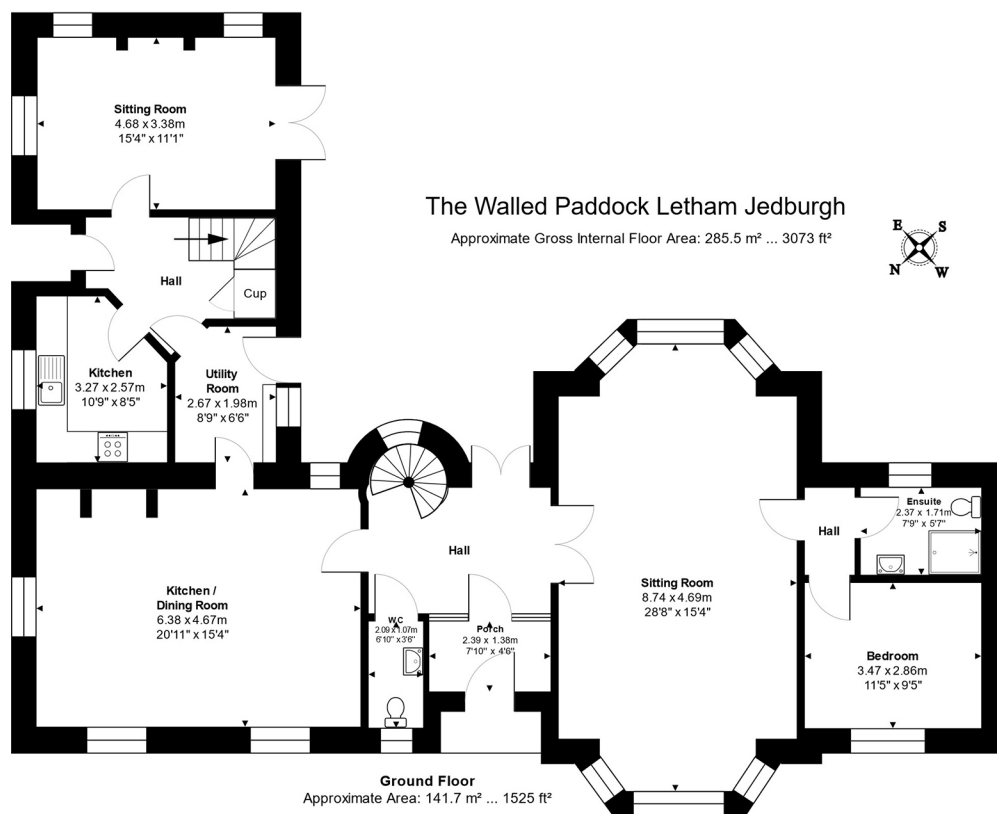 Sitting Room
4.68 x 3.38m
15'4" x 11'1"
The Walled Paddock Letham Jedburgh
Approximate Gross Internal Floor Area: 285.5 m² ... 3073 ft²
E
S
N
W
Hall
Cup
Kitchen
3.27 x 2.57m
10'9" x 8'5"
Utility
Room
2.67 x 1.98m
8'9" x 6'6"
Kitchen /
Dining Room
6.38 x 4.67m
20'11" x 15'4"
Hall
WC
2.09 x 1.07m
6'10" x 3'6"
Porch
2.39 x 1.38m
7'10" x 4'6"
Sitting Room
8.74 x 4.69m
28'8" x 15'4"
Hall
Ensuite
2.37 x 1.71m
7'9" x 5'7"
Bedroom
3.47 x 2.86m
11'5" x 9'5"
Ground Floor
Approximate Area: 141.7 m² ... 1525 ft²